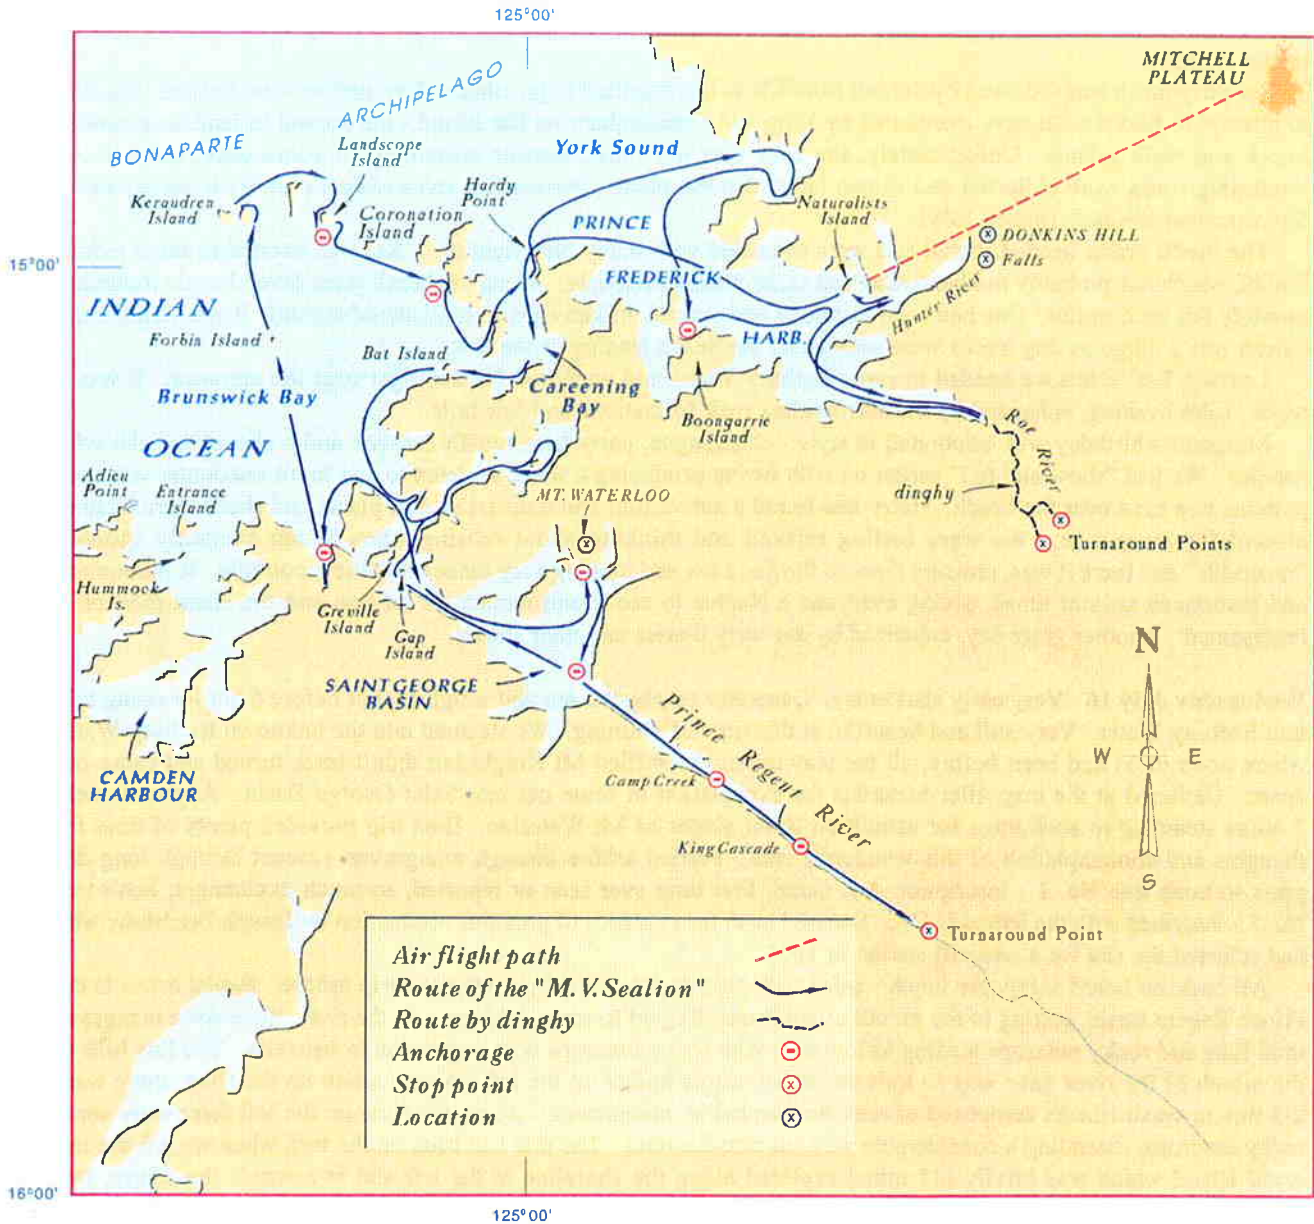 125°00'
MITCHELL
PLATEAU
BONAPARTE ARCHIPELAGO
Landscape
Island
York Sound
Keraudren
Island
Coronation
Island
Hardy
Point
PRINCE
Naturalists
Island
DONKINS HILL
Falls
15°00'
FREDERICK
Hunter River
INDIAN
Forbin Island
HARB.
Bat Island
Careening
Bay
Brunswick Bay
Boongarrie
Island
Roe River
OCEAN
Adieu
Point
Entrance
Island
MT. WATERLOO
dinghy
Turnaround Points
Hummock
Is.
Greville
Island
Cap
Island
N
SAINT GEORGE
BASIN
W E
Prince Regent River
CAMDEN
HARBOUR
Camp Creek
King Cascade
S
Turnaround Point
Air flight path
Route of the "M.V. Sealion"
Route by dinghy
Anchorage
Stop point
Location
16°00'
125°00'